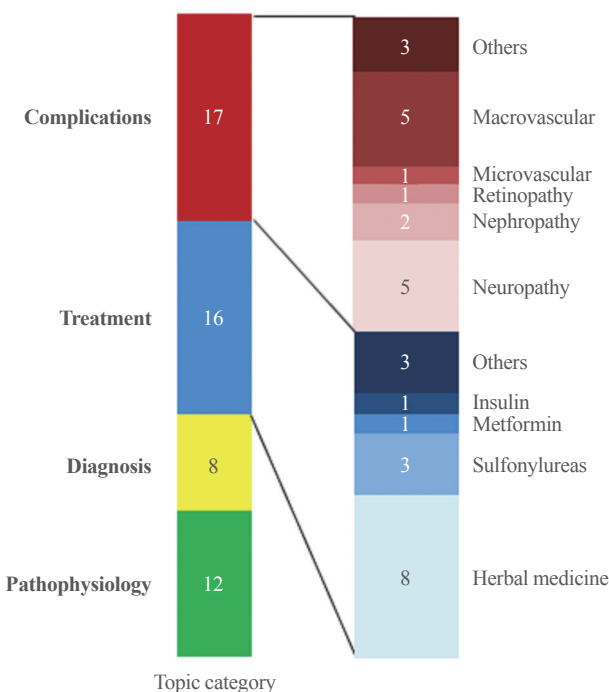 3 Others
Complications 17 5 Macrovascular
1 Microvascular
1 Retinopathy
2 Nephropathy
5 Neuropathy
Treatment 16
3 Others
1 Insulin
1 Metformin
Diagnosis 8 3 Sulfonylureas
Pathophysiology 12 8 Herbal medicine
Topic category